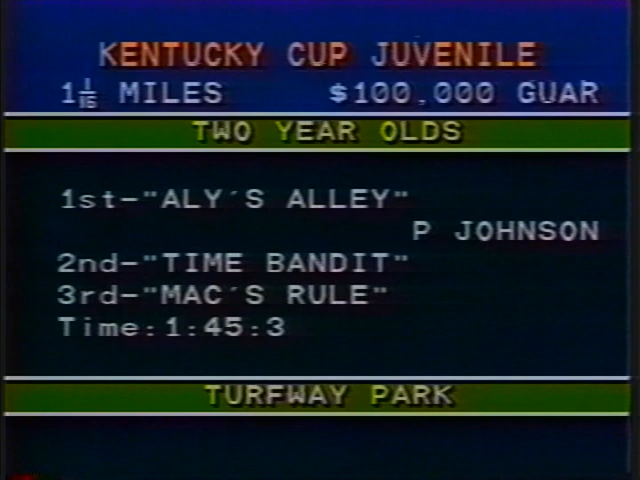 KENTUCKY CUP JUVENILE
1 1/16 MILES $100,000 GUAR
TWO YEAR OLDS
1st-"ALY'S ALLEY"
P JOHNSON
2nd-"TIME BANDIT"
3rd-"MAC'S RULE"
Time:1:45:3
TURFWAY PARK